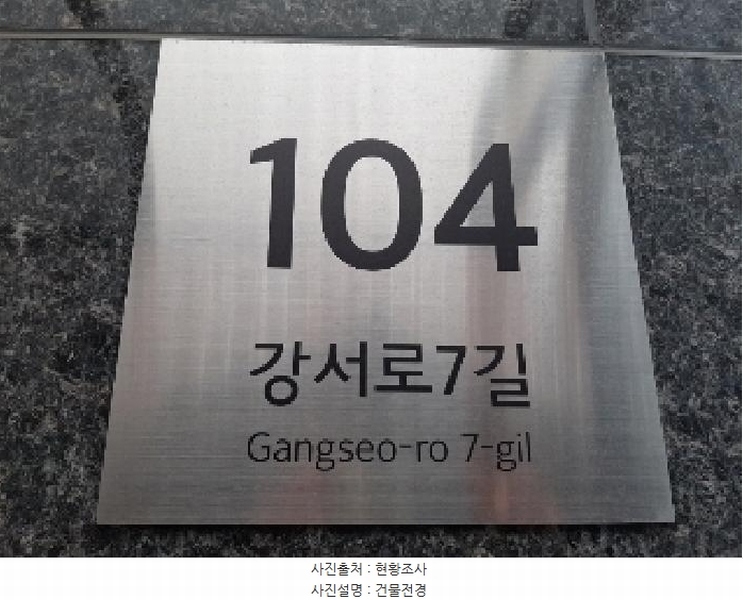 104
강서로7길
Gangseo-ro 7-gil
사진출처 : 현황조사
사진설명 : 건물전경